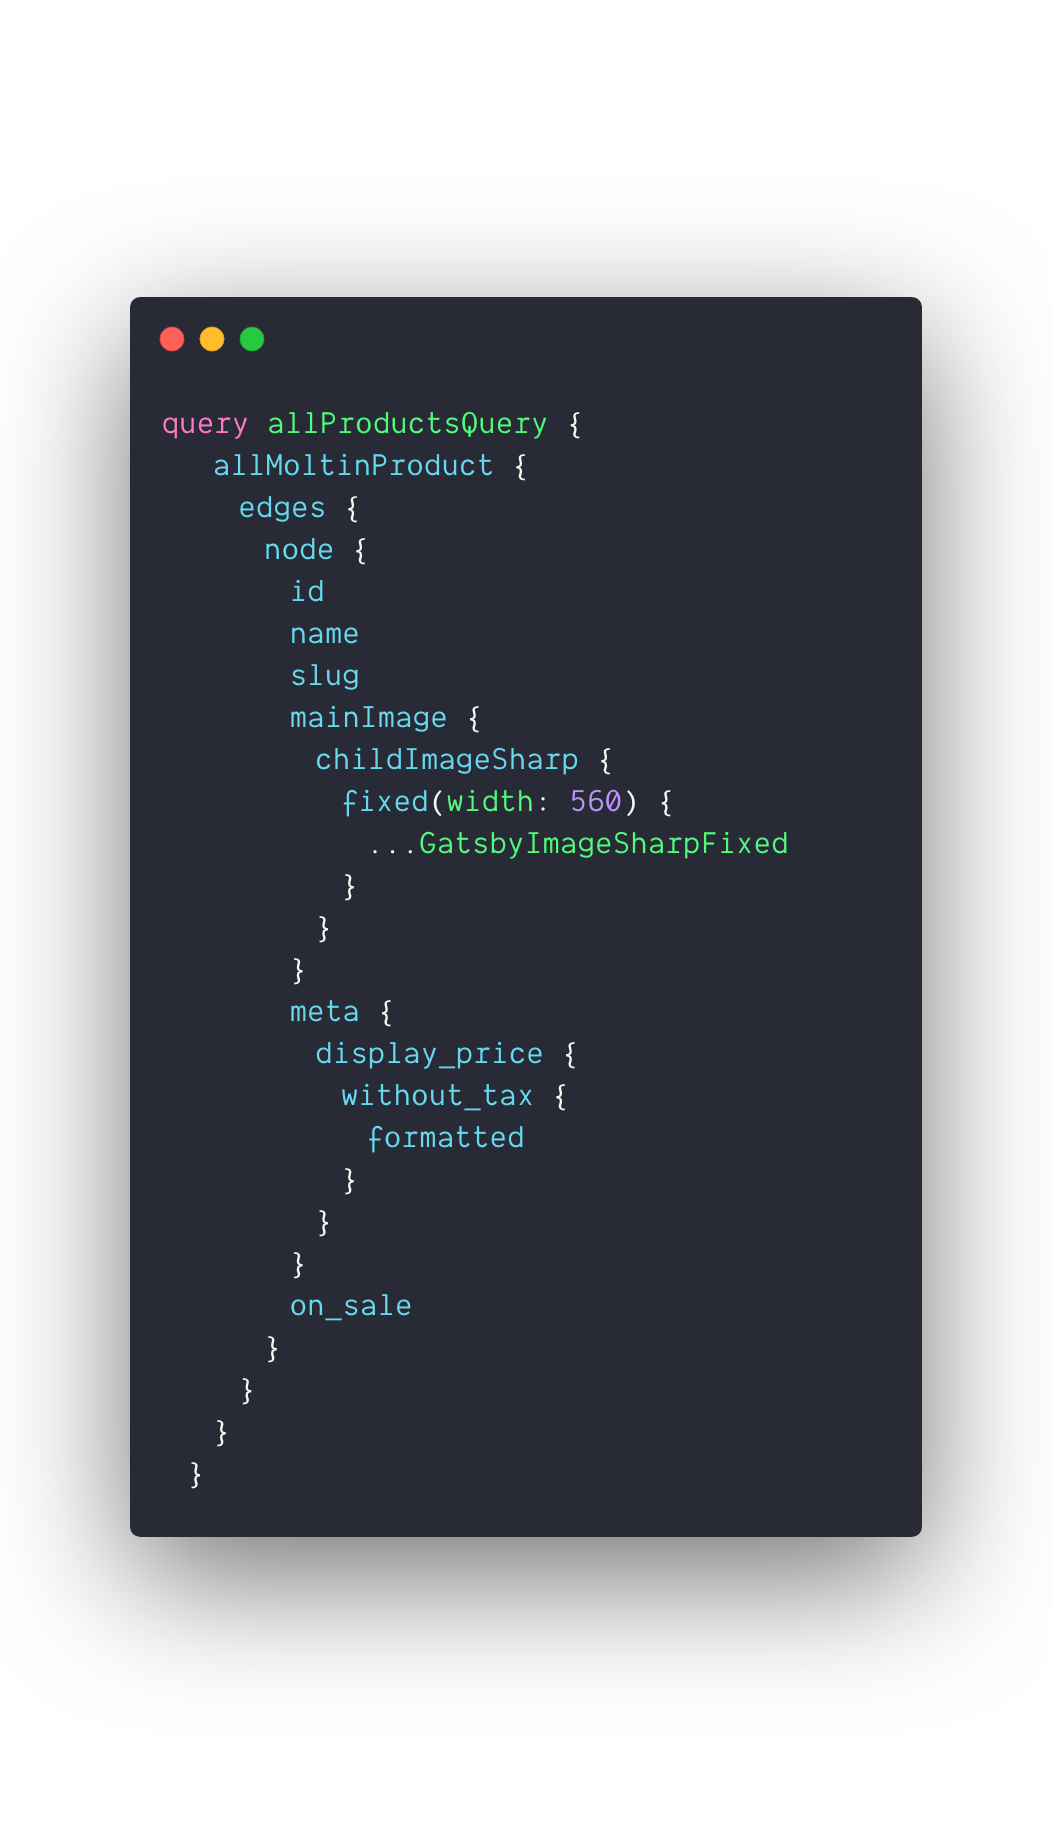 query allProductsQuery {
   allMoltinProduct {
    edges {
     node {
      id
      name
      slug
      mainImage {
       childImageSharp {
        fixed(width: 560) {
         ...GatsbyImageSharpFixed
        }
       }
      }
      meta {
       display_price {
        without_tax {
         formatted
        }
       }
      }
      on_sale
     }
    }
   }
  }